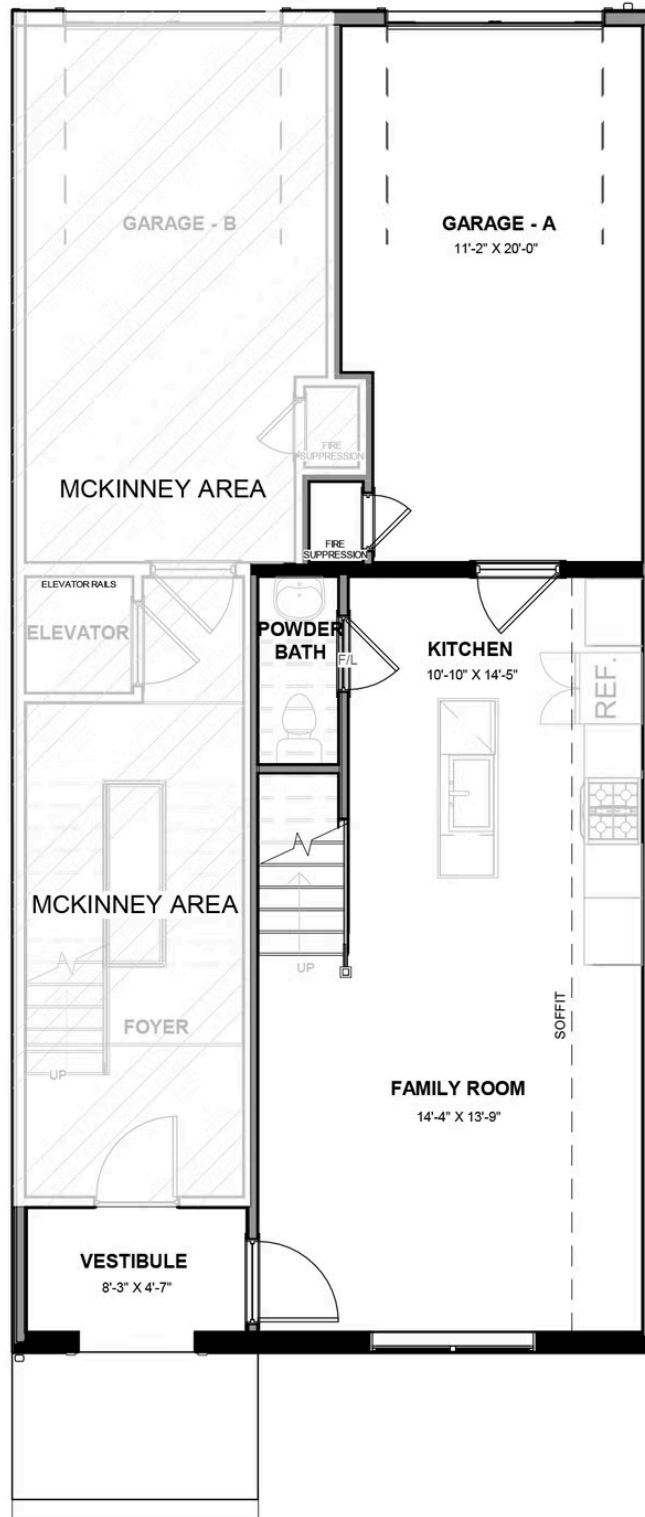 GARAGE - B
GARAGE - A
11'-2" X 20'-0"
FIRE
SUPPRESSION
MCKINNEY AREA
FIRE
SUPPRESSION
ELEVATOR RAILS
ELEVATOR
POWDER
BATH
F/L
KITCHEN
10'-10" X 14'-5"
REF.
MCKINNEY AREA
UP
FOYER
UP
SOFFIT
FAMILY ROOM
14'-4" X 13'-9"
VESTIBULE
8'-3" X 4'-7"